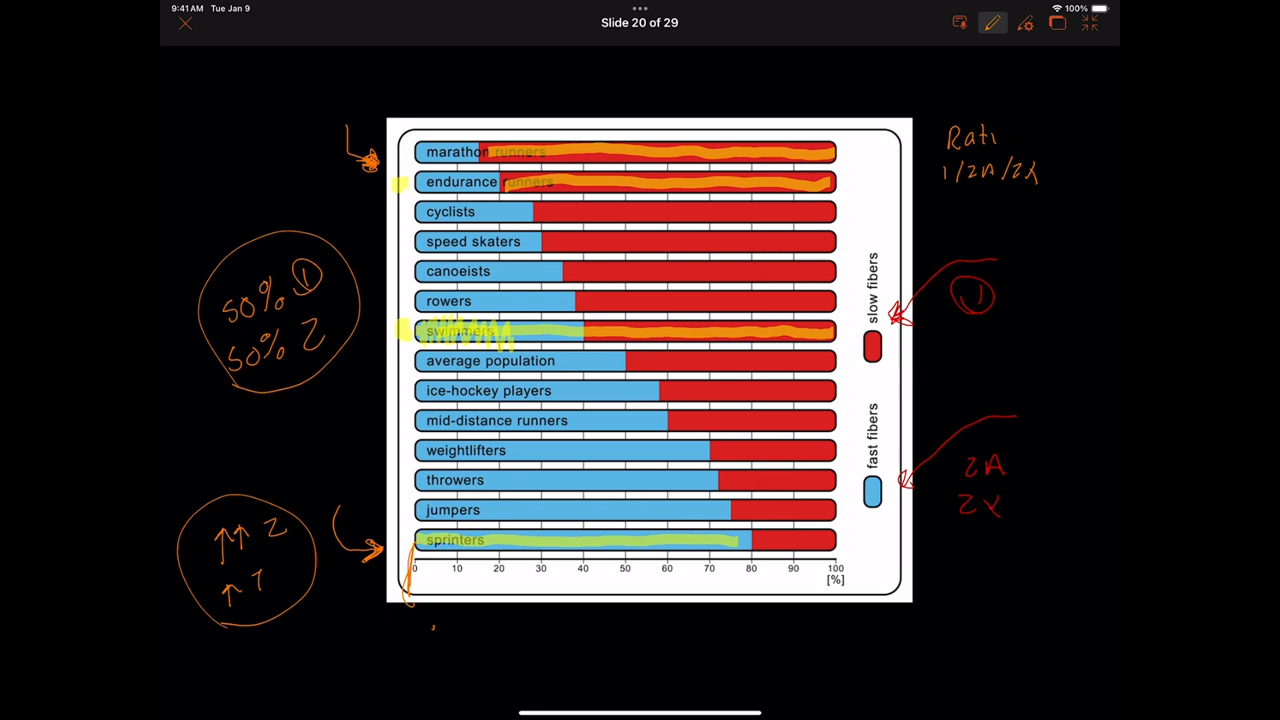 9:41 AM Tue Jan 9
100%
Slide 20 of 29
marathon runners
endurance runners
cyclists
speed skaters
canoeists
rowers
swimmers
average population
ice-hockey players
mid-distance runners
weightlifters
throwers
jumpers
sprinters
0 10 20 30 40 50 60 70 80 90 100
[%]
slow fibers
fast fibers
Rati
1/2A/2X
50% 1
50% 2
↑↑ 2
↑
1
2A
2X